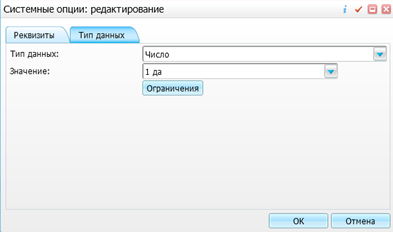 Системные опции: редактирование
Реквизиты Тип данных
Тип данных: Число
Значение: 1 да
Ограничения
ОК Отмена